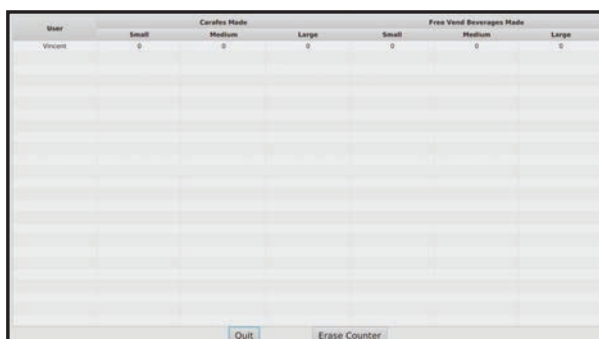 User Carafes Made Free Vend Beverages Made
Small Medium Large Small Medium Large
Vincent 0 0 0 0 0 0
Quit Erase Counter